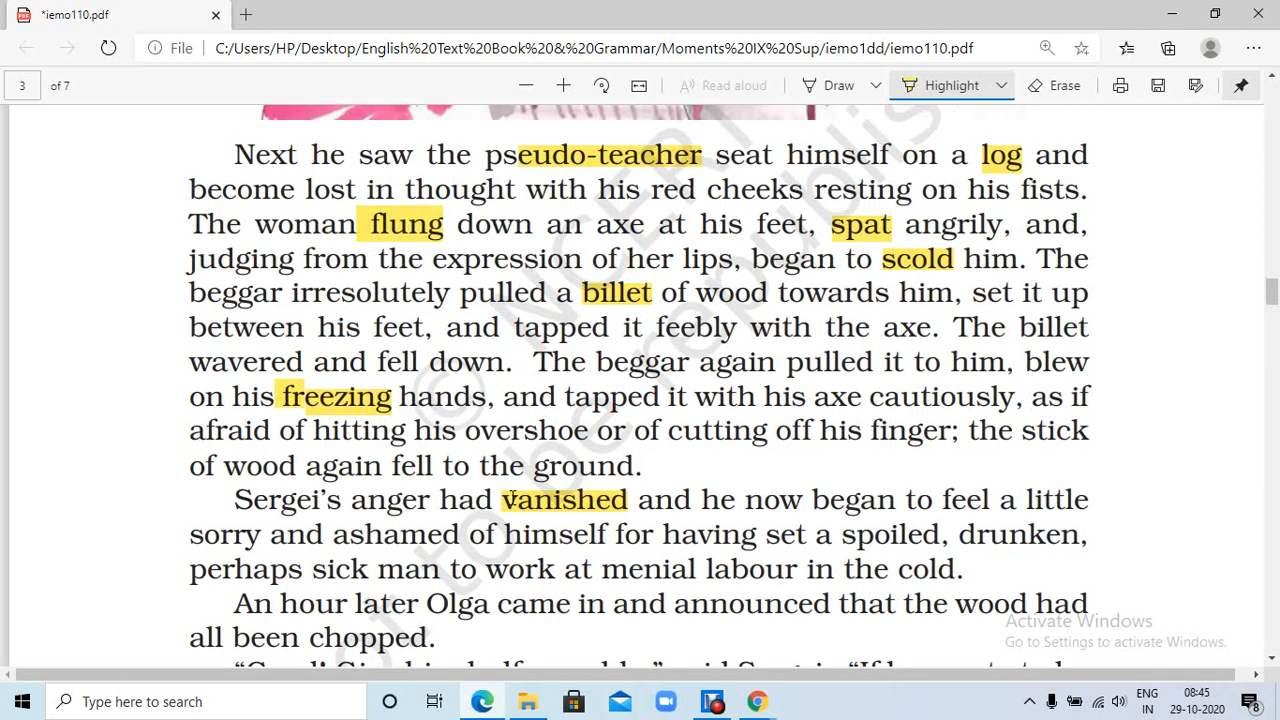 *iemo110.pdf
File C:/Users/HP/Desktop/English%20Text%20Book%20&%20Grammar/Moments%20IX%20Sup/iemo1dd/iemo110.pdf
3 of 7 Read aloud Draw Highlight Erase
Next he saw the pseudo-teacher seat himself on a log and
become lost in thought with his red cheeks resting on his fists.
The woman flung down an axe at his feet, spat angrily, and,
judging from the expression of her lips, began to scold him. The
beggar irresolutely pulled a billet of wood towards him, set it up
between his feet, and tapped it feebly with the axe. The billet
wavered and fell down. The beggar again pulled it to him, blew
on his freezing hands, and tapped it with his axe cautiously, as if
afraid of hitting his overshoe or of cutting off his finger; the stick
of wood again fell to the ground.
Sergei's anger had vanished and he now began to feel a little
sorry and ashamed of himself for having set a spoiled, drunken,
perhaps sick man to work at menial labour in the cold.
An hour later Olga came in and announced that the wood had
all been chopped.
© NCERT
not to be republis
Activate Windows
Go to Settings to activate Windows.
Type here to search
ENG 08:45
IN 29-10-2020 8